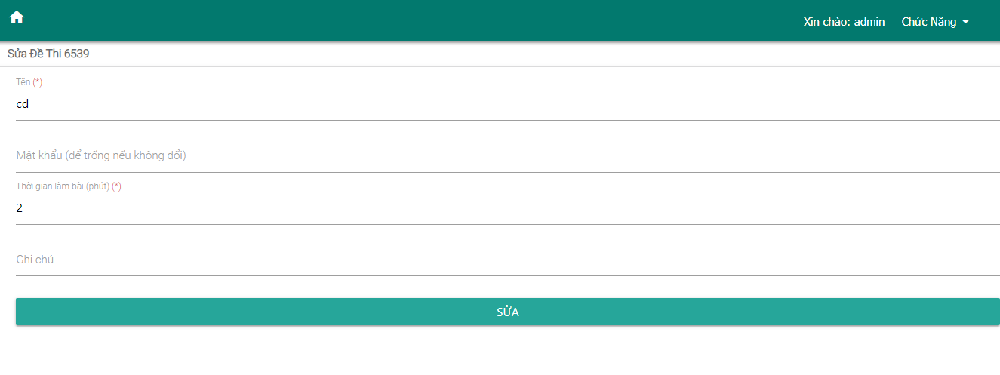 Xin chào: admin Chức Năng
Sửa Đề Thi 6539
Tên (*)
cd
Mật khẩu (để trống nếu không đổi)
Thời gian làm bài (phút) (*)
2
Ghi chú
SỬA